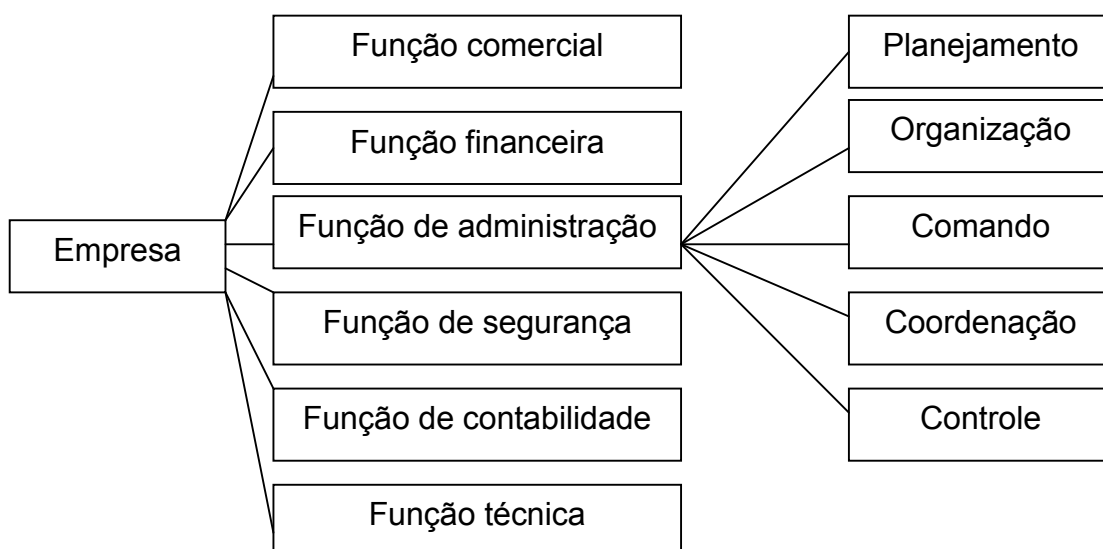 Empresa
Função comercial
Função financeira
Função de administração
Função de segurança
Função de contabilidade
Função técnica
Planejamento
Organização
Comando
Coordenação
Controle